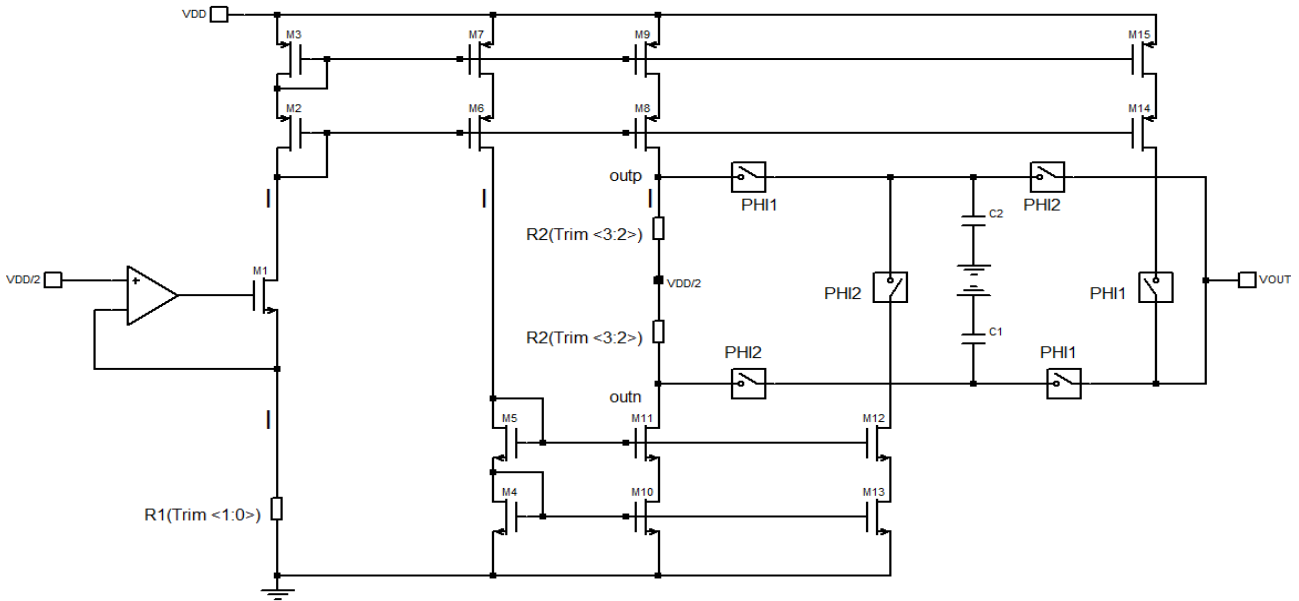 VDD
M3
M7
M9
M15
M2
M6
M8
M14
outp
I
I
I
PHI1
PHI2
C2
R2(Trim <3:2>)
M1
VDD/2
+
VDD/2
PHI2
PHI1
VOUT
R2(Trim <3:2>)
C1
PHI2
PHI1
outn
I
M5
M11
M12
M4
M10
M13
R1(Trim <1:0>)